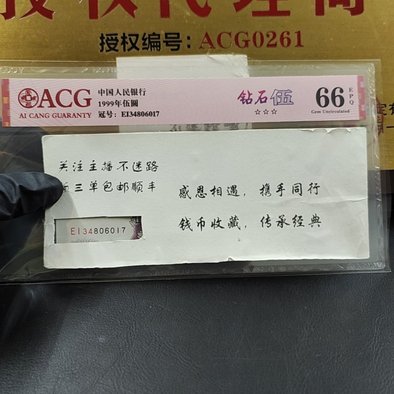 授权代理商
授权编号：ACG0261
ACG
AI CANG GUARANTY
中国人民银行
1999年伍圆
冠号：EI34806017
钻石伍
☆☆☆
66
EPQ
Gem Uncirculated
关注主播不迷路
三单包邮顺丰
感恩相遇，携手同行
钱币收藏，传承经典
EI34806017